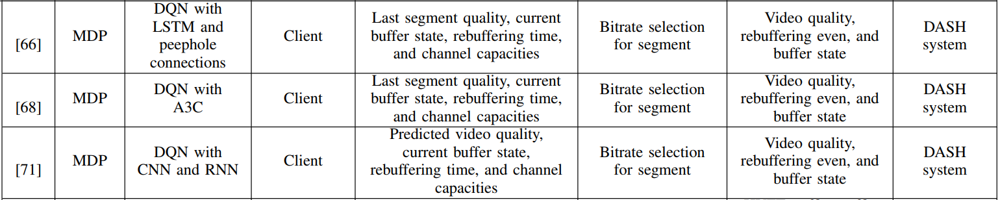 [66]
MDP
DQN with
LSTM and
peephole
connections
Client
Last segment quality, current
buffer state, rebuffering time,
and channel capacities
Bitrate selection
for segment
Video quality,
rebuffering even, and
buffer state
DASH
system
[68]
MDP
DQN with
A3C
Client
Last segment quality, current
buffer state, rebuffering time,
and channel capacities
Bitrate selection
for segment
Video quality,
rebuffering even, and
buffer state
DASH
system
[71]
MDP
DQN with
CNN and RNN
Client
Predicted video quality,
current buffer state,
rebuffering time, and channel
capacities
Bitrate selection
for segment
Video quality,
rebuffering even, and
buffer state
DASH
system